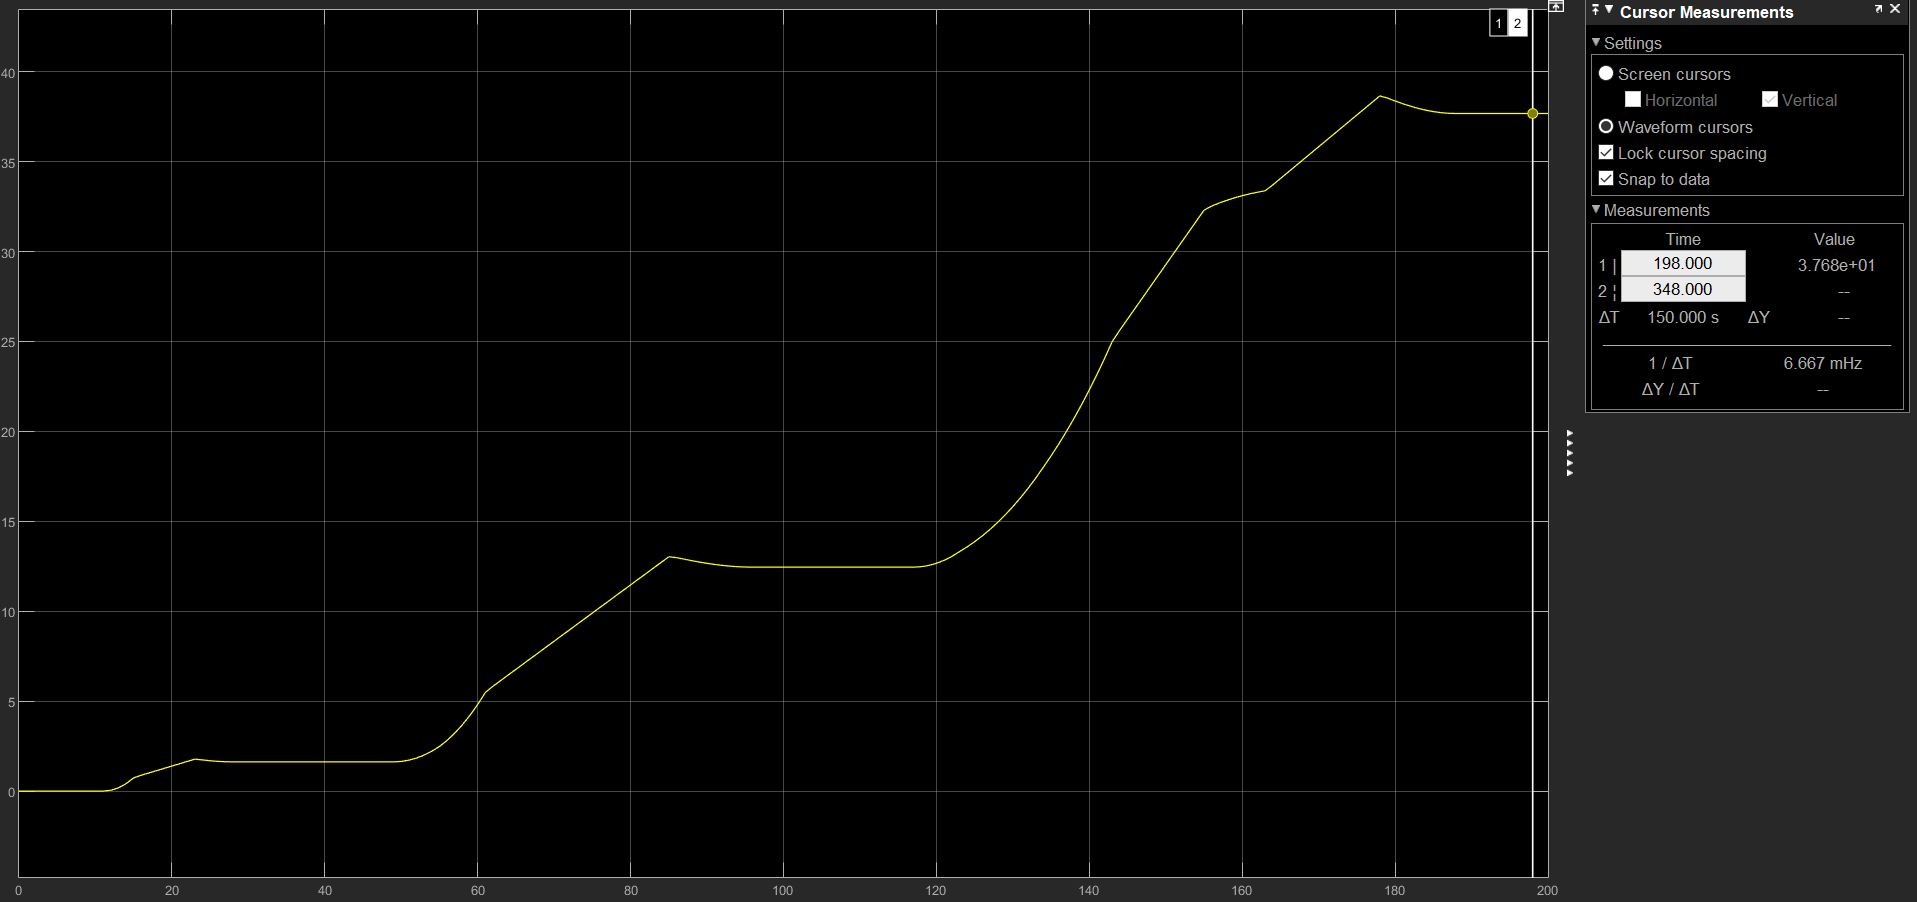 1 2
40
35
30
25
20
15
10
5
0
0 20 40 60 80 100 120 140 160 180 200
Cursor Measurements
Settings
Screen cursors
Horizontal Vertical
Waveform cursors
Lock cursor spacing
Snap to data
Measurements
Time Value
1 | 198.000 3.768e+01
2 ¦ 348.000 --
ΔT 150.000 s ΔY --
1 / ΔT 6.667 mHz
ΔY / ΔT --